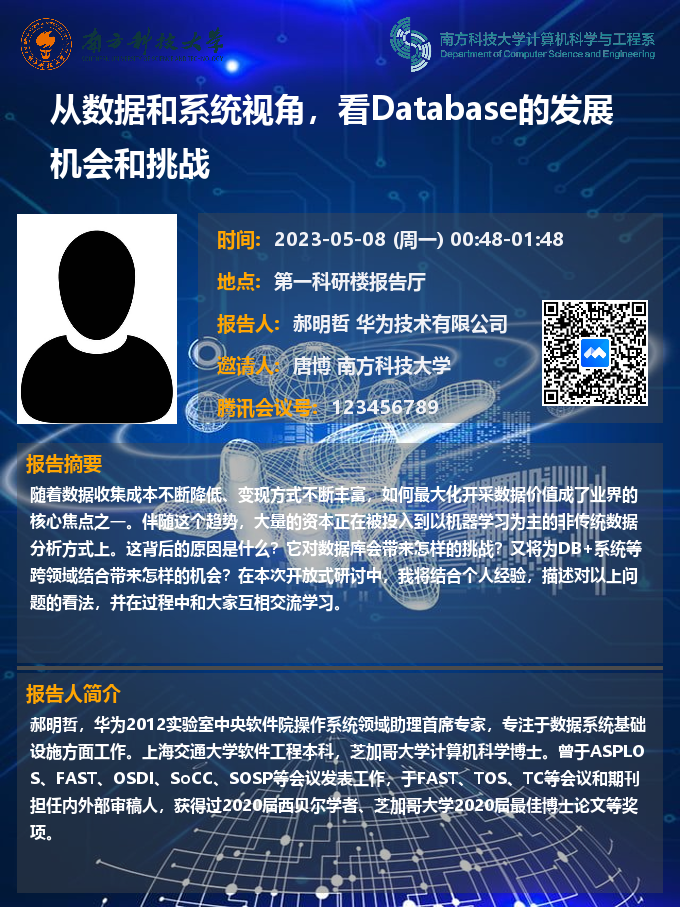 南方科技大学
南方科技大学计算机科学与工程系
Department of Computer Science and Engineering
从数据和系统视角，看Database的发展
机会和挑战
时间: 2023-05-08 (周一) 00:48-01:48
地点: 第一科研楼报告厅
报告人: 郝明哲 华为技术有限公司
邀请人: 唐博 南方科技大学
腾讯会议号: 123456789
报告摘要
随着数据收集成本不断降低、变现方式不断丰富，如何最大化开采数据价值成了业界的
核心焦点之一。伴随这个趋势，大量的资本正在被投入到以机器学习为主的非传统数据
分析方式上。这背后的原因是什么？它对数据库会带来怎样的挑战？又将为DB+系统等
跨领域结合带来怎样的机会？在本次开放式研讨中，我将结合个人经验，描述对以上问
题的看法，并在过程中和大家互相交流学习。
报告人简介
郝明哲，华为2012实验室中央软件院操作系统领域助理首席专家，专注于数据系统基础
设施方面工作。上海交通大学软件工程本科，芝加哥大学计算机科学博士。曾于ASPLO
S、FAST、OSDI、SoCC、SOSP等会议发表工作，于FAST、TOS、TC等会议和期刊
担任内外部审稿人，获得过2020届西贝尔学者、芝加哥大学2020届最佳博士论文等奖
项。